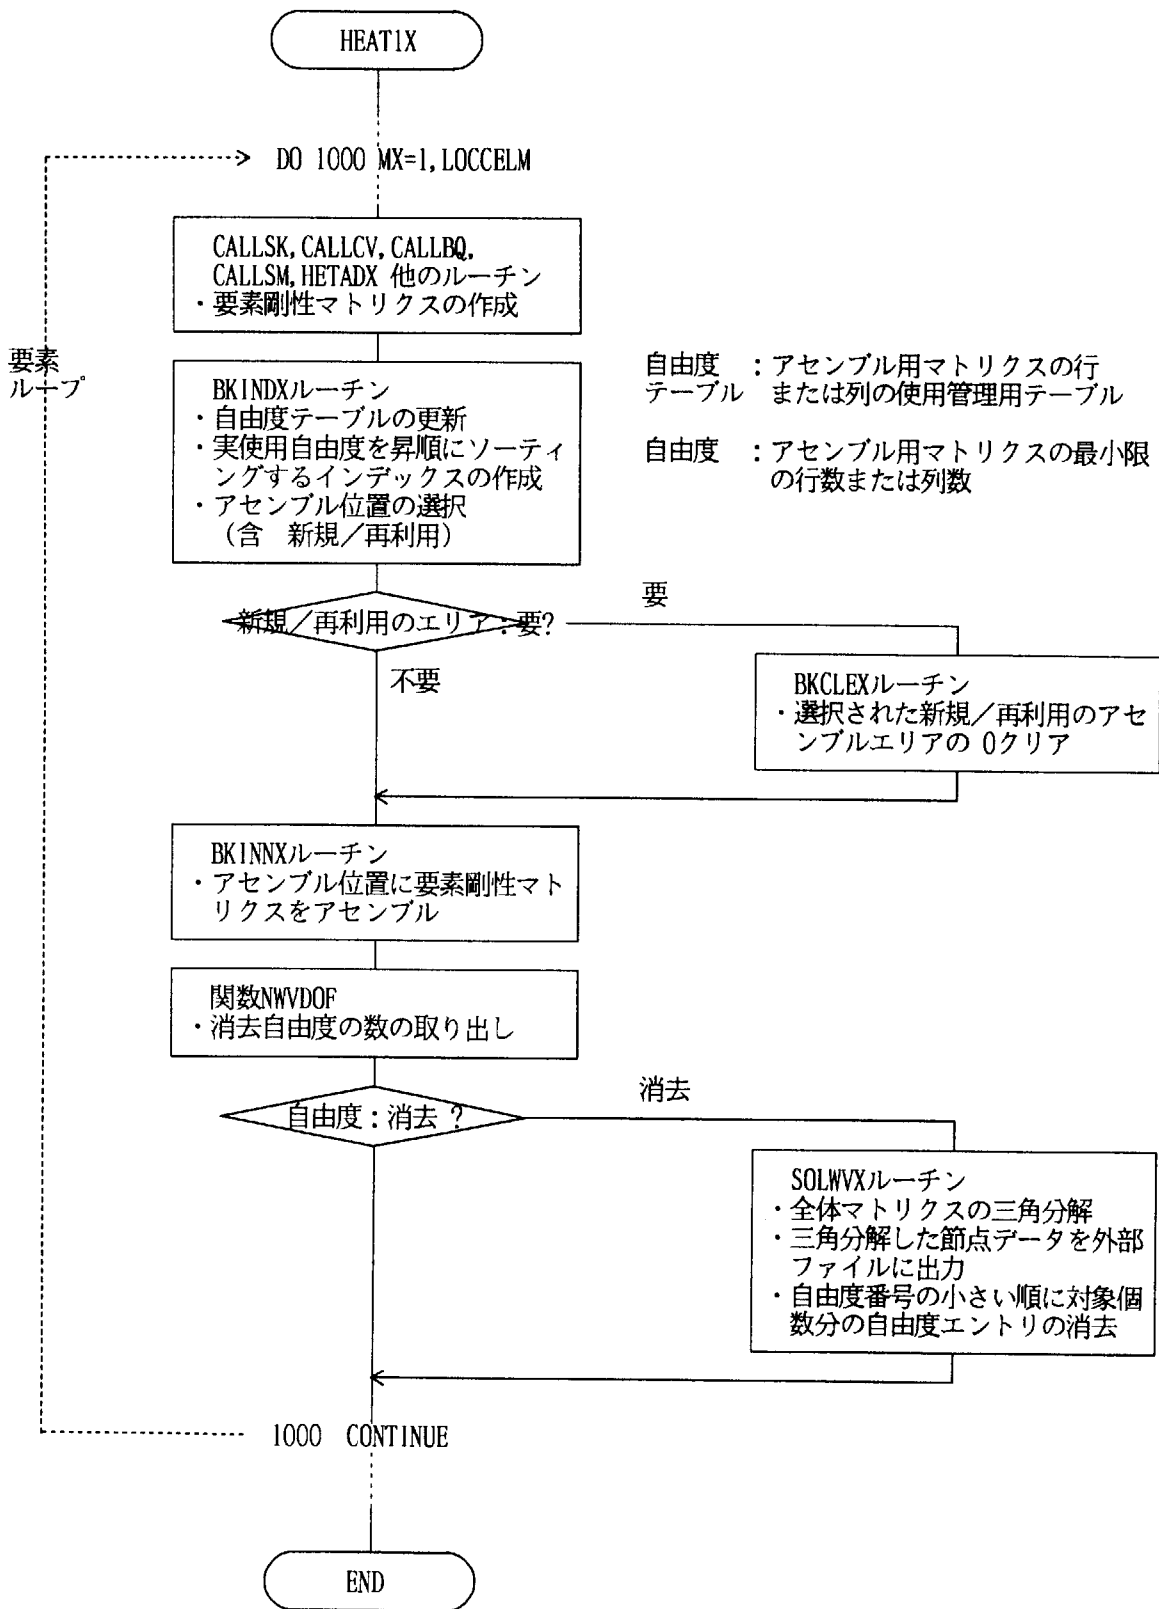 HEAT1X
DO 1000 MX=1,LOCCELM
CALLSK,CALLCV,CALLBQ,
CALLSM,HETADX 他のルーチン
・要素剛性マトリクスの作成
要素
ループ
BKINDXルーチン
・自由度テーブルの更新
・実使用自由度を昇順にソーティ
ングするインデックスの作成
・アセンブル位置の選択
(含 新規／再利用)
自由度 ：アセンブル用マトリクスの行
テーブル または列の使用管理用テーブル
自由度 ：アセンブル用マトリクスの最小限
の行数または列数
新規／再利用のエリア：要?
要
不要
BKCLEXルーチン
・選択された新規／再利用のアセ
ンブルエリアの 0クリア
BKINNXルーチン
・アセンブル位置に要素剛性マト
リクスをアセンブル
関数NWVDOF
・消去自由度の数の取り出し
自由度：消去 ?
消去
SOLWVXルーチン
・全体マトリクスの三角分解
・三角分解した節点データを外部
ファイルに出力
・自由度番号の小さい順に対象個
数分の自由度エントリの消去
1000 CONTINUE
END